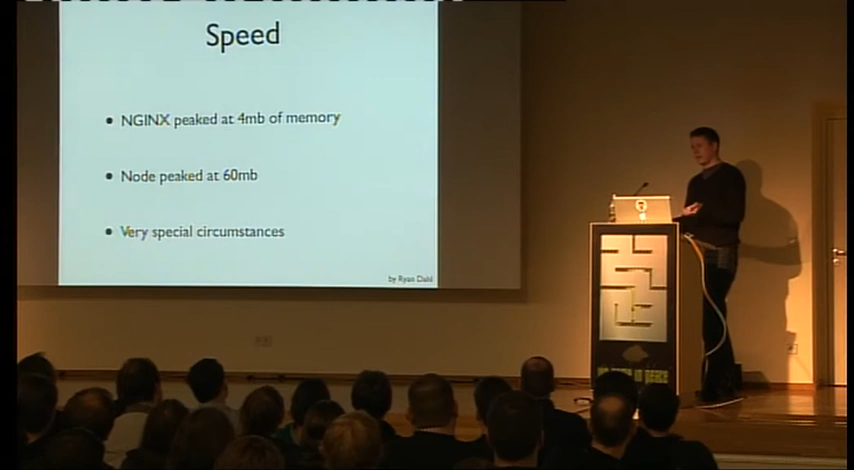 Speed
• NGINX peaked at 4mb of memory
• Node peaked at 60mb
• Very special circumstances
by Ryan Dahl